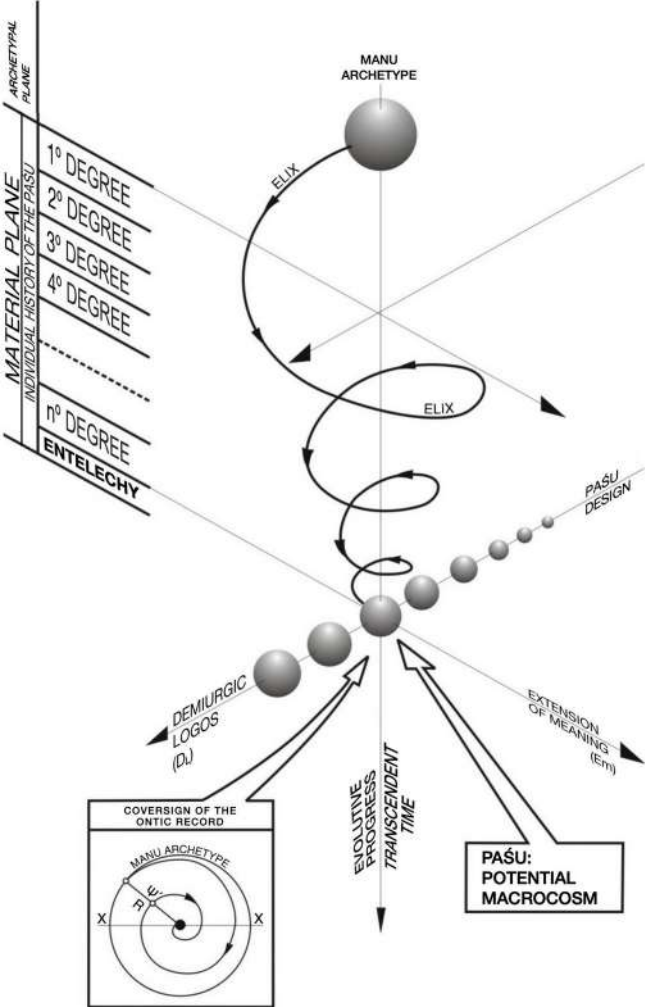 ARCHETYPAL
PLANE
MANU
ARCHETYPE
MATERIAL PLANE
INDIVIDUAL HISTORY OF THE PASU
1º DEGREE
2º DEGREE
3º DEGREE
4º DEGREE
nº DEGREE
ENTELECHY
ELIX
ELIX
PAŚU
DESIGN
DEMIURGIC
LOGOS
(DL)
EXTENSION
OF MEANING
(Em)
EVOLUTIVE
PROGRESS
TRANSCENDENT
TIME
COVERSIGN OF THE
ONTIC RECORD
MANU ARCHETYPE
Ψ'
R
X
X
PAŚU:
POTENTIAL
MACROCOSM